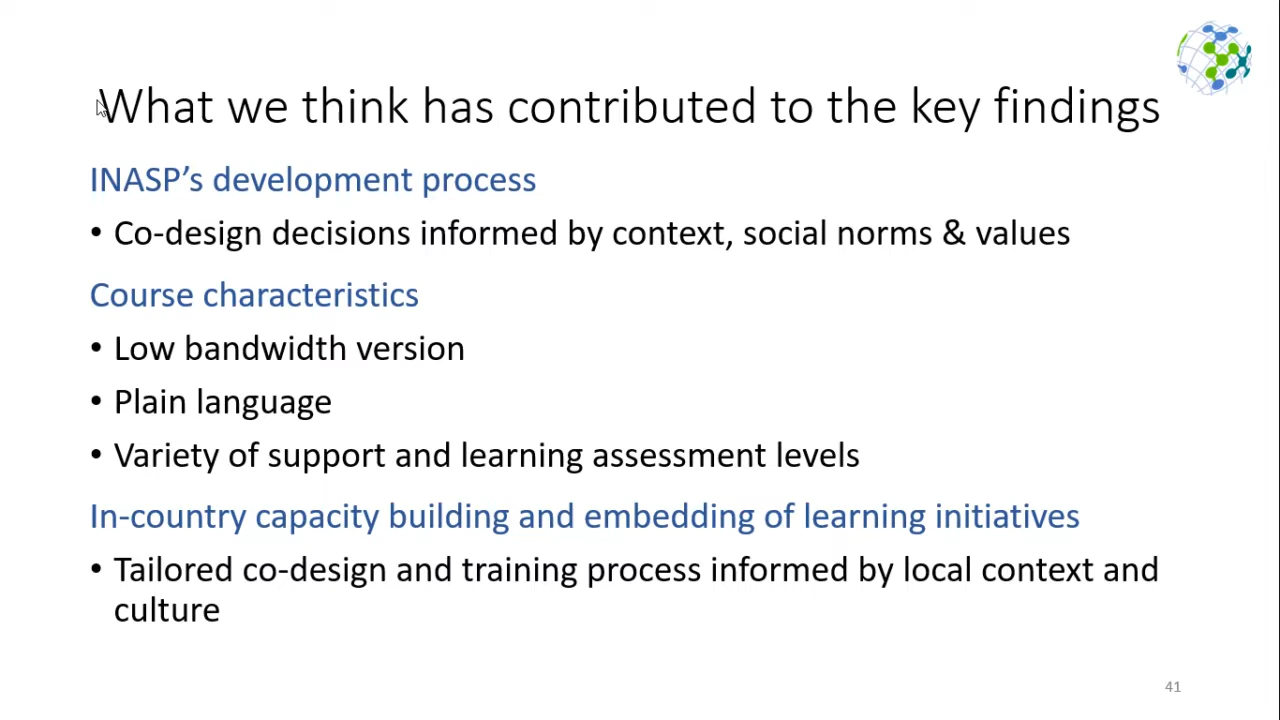 What we think has contributed to the key findings
INASP’s development process
• Co-design decisions informed by context, social norms & values
Course characteristics
• Low bandwidth version
• Plain language
• Variety of support and learning assessment levels
In-country capacity building and embedding of learning initiatives
• Tailored co-design and training process informed by local context and
culture
41